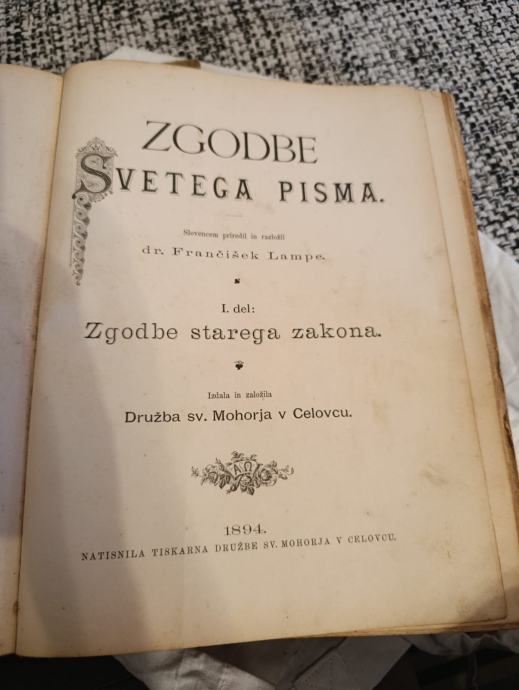 ZGODBE
SVETEGA PISMA.
Slovencem priredil in razložil
dr. Frančišek Lampe.
I. del:
Zgodbe starega zakona.
Izdala in založila
Družba sv. Mohorja v Celovcu.
ΑΩ
1894.
NATISNILA TISKARNA DRUŽBE SV. MOHORJA V CELOVCU.